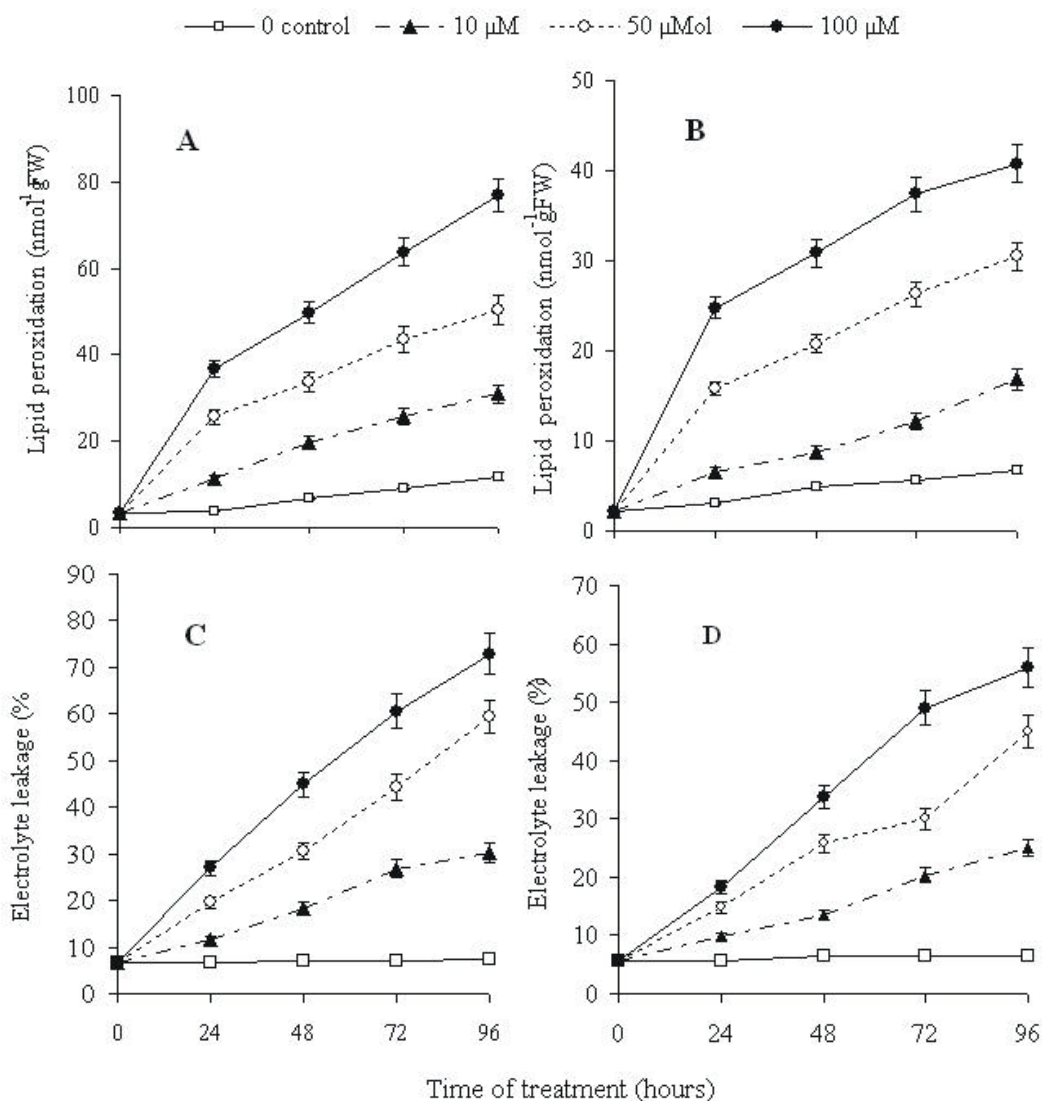 0 control 10 µM 50 µMol 100 µM
A
Lipid peroxidation (nmol¹gFW)
100
80
60
40
20
0
B
Lipid peroxidation (nmol⁻¹gFW)
50
40
30
20
10
0
C
Electrolyte leakage (%
90
80
70
60
50
40
30
20
10
0
0 24 48 72 96
D
Electrolyte leakage (%)
70
60
50
40
30
20
10
0
0 24 48 72 96
Time of treatment (hours)